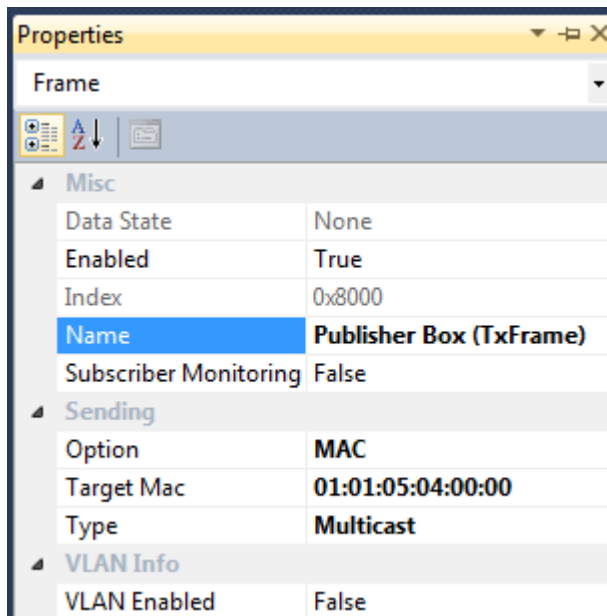 Properties
Frame
A
Z
Misc
Data State None
Enabled True
Index 0x8000
Name Publisher Box (TxFrame)
Subscriber Monitoring False
Sending
Option MAC
Target Mac 01:01:05:04:00:00
Type Multicast
VLAN Info
VLAN Enabled False